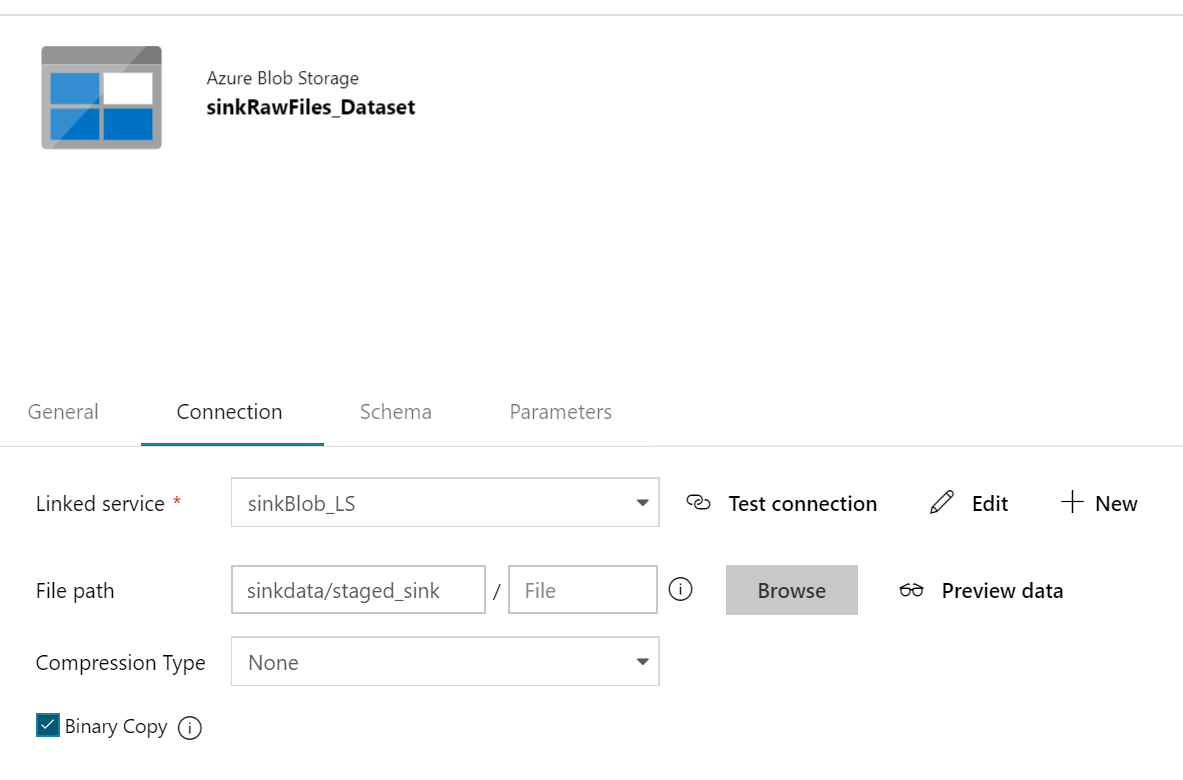 Azure Blob Storage
sinkRawFiles_Dataset
General Connection Schema Parameters
Linked service * sinkBlob_LS Test connection Edit New
File path sinkdata/staged_sink / File Browse Preview data
Compression Type None
Binary Copy